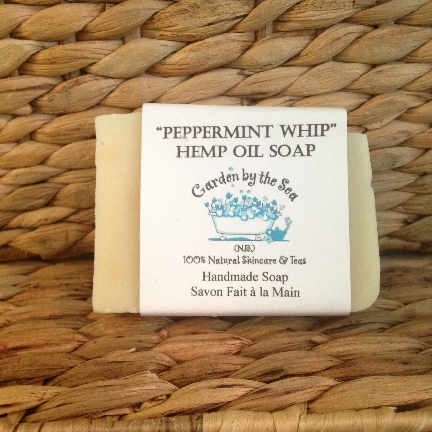 "PEPPERMINT WHIP"
HEMP OIL SOAP
Garden by the Sea
(N.B.)
100% Natural Skincare & Teas
Handmade Soap
Savon Fait à la Main